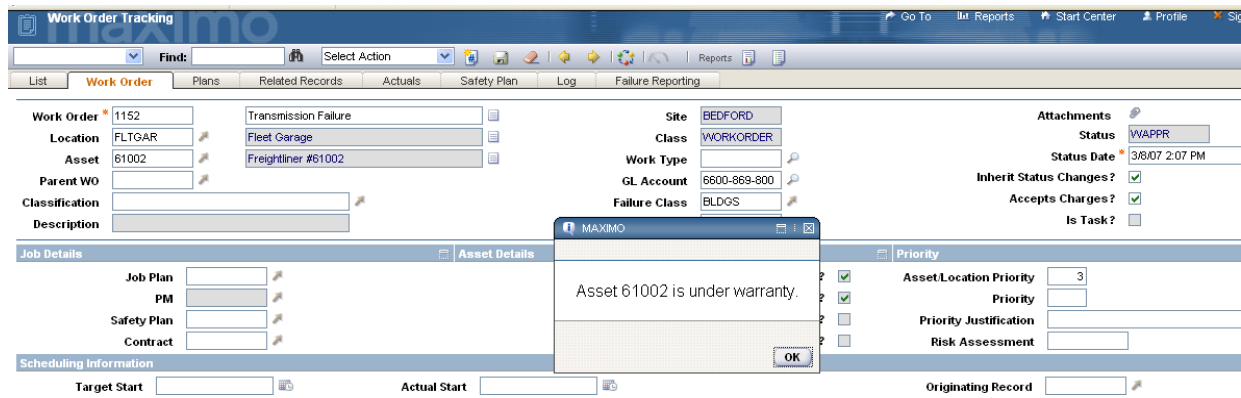 Work Order Tracking
maximo
Go To Reports Start Center Profile Sig
Find: Select Action Reports
List Work Order Plans Related Records Actuals Safety Plan Log Failure Reporting
Work Order * 1152 Transmission Failure Site BEDFORD Attachments
Location FLTGAR Fleet Garage Class WORKORDER Status WAPPR
Asset 61002 Freightliner #61002 Work Type Status Date * 3/8/07 2:07 PM
Parent WO GL Account 6600-869-800 Inherit Status Changes?
Classification Failure Class BLDGS Accepts Charges?
Description Is Task?
MAXIMO
Asset 61002 is under warranty.
OK
Job Details Asset Details Priority
Job Plan ? Asset/Location Priority 3
PM ? Priority
Safety Plan ? Priority Justification
Contract ? Risk Assessment
Scheduling Information
Target Start Actual Start Originating Record